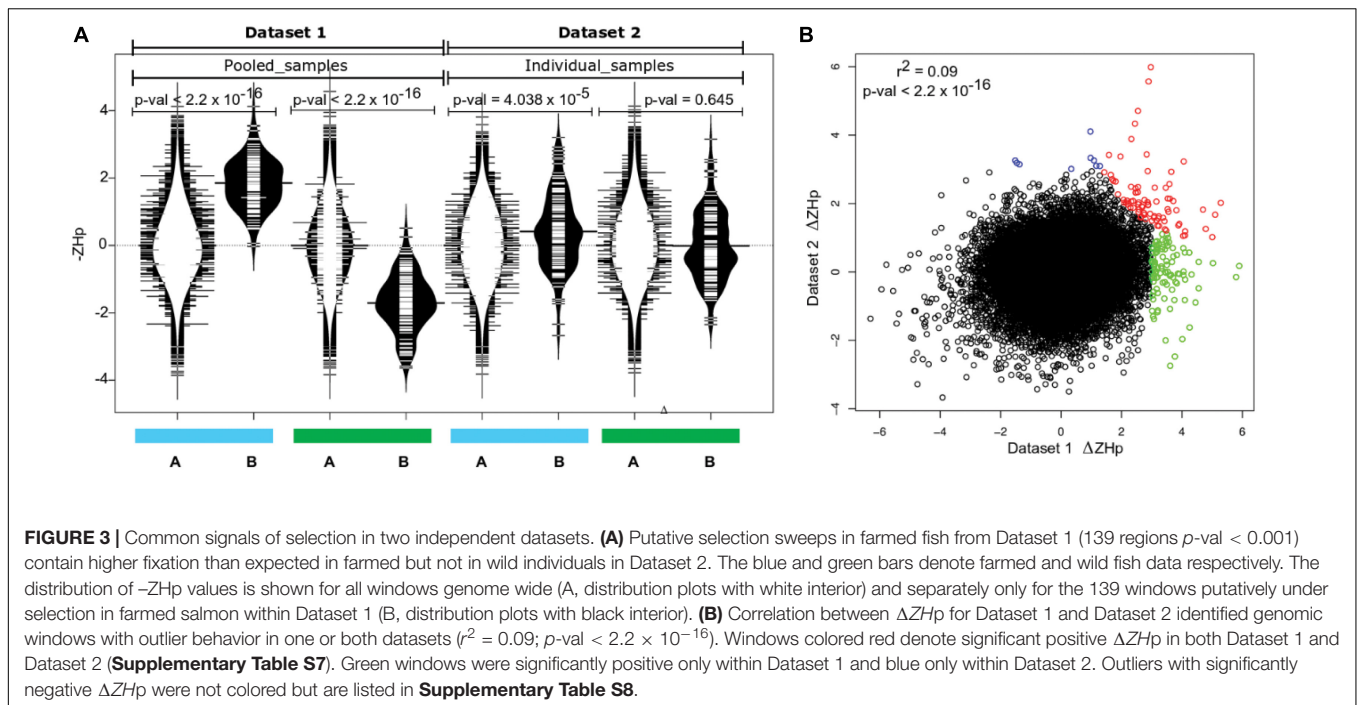 A
Dataset 1
Dataset 2
Pooled_samples
Individual_samples
p-val < 2.2 x 10-16
p-val < 2.2 x 10-16
p-val = 4.038 x 10-5
p-val = 0.645
-ZHp
4
2
0
-2
-4
Δ
A
B
A
B
A
B
A
B
B
r2 = 0.09
p-val < 2.2 x 10-16
Dataset 2 ΔZHp
6
4
2
0
-2
-4
-6
-4
-2
0
2
4
6
Dataset 1 ΔZHp
FIGURE 3 | Common signals of selection in two independent datasets. (A) Putative selection sweeps in farmed fish from Dataset 1 (139 regions p-val < 0.001)
contain higher fixation than expected in farmed but not in wild individuals in Dataset 2. The blue and green bars denote farmed and wild fish data respectively. The
distribution of –ZHp values is shown for all windows genome wide (A, distribution plots with white interior) and separately only for the 139 windows putatively under
selection in farmed salmon within Dataset 1 (B, distribution plots with black interior). (B) Correlation between ΔZHp for Dataset 1 and Dataset 2 identified genomic
windows with outlier behavior in one or both datasets (r2 = 0.09; p-val < 2.2 × 10−16). Windows colored red denote significant positive ΔZHp in both Dataset 1 and
Dataset 2 (Supplementary Table S7). Green windows were significantly positive only within Dataset 1 and blue only within Dataset 2. Outliers with significantly
negative ΔZHp were not colored but are listed in Supplementary Table S8.